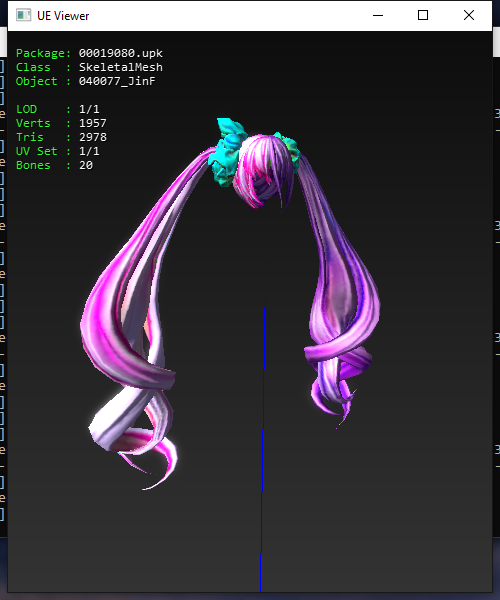 UE Viewer
Package: 00019080.upk
Class : SkeletalMesh
Object : 040077_JinF
LOD : 1/1
Verts : 1957
Tris : 2978
UV Set : 1/1
Bones : 20